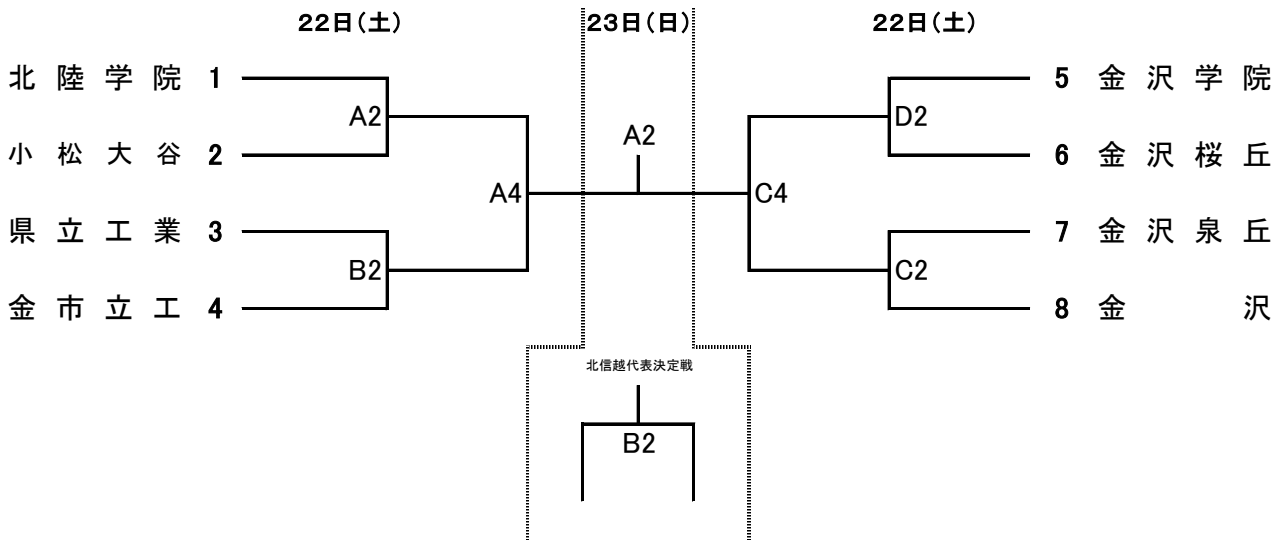 22日(土) 23日(日) 22日(土)
北陸学院 1
5 金沢学院
A2
D2
A2
小松大谷 2
6 金沢桜丘
A4
C4
県立工業 3
7 金沢泉丘
B2
C2
金市立工 4
8 金沢
北信越代表決定戦
B2